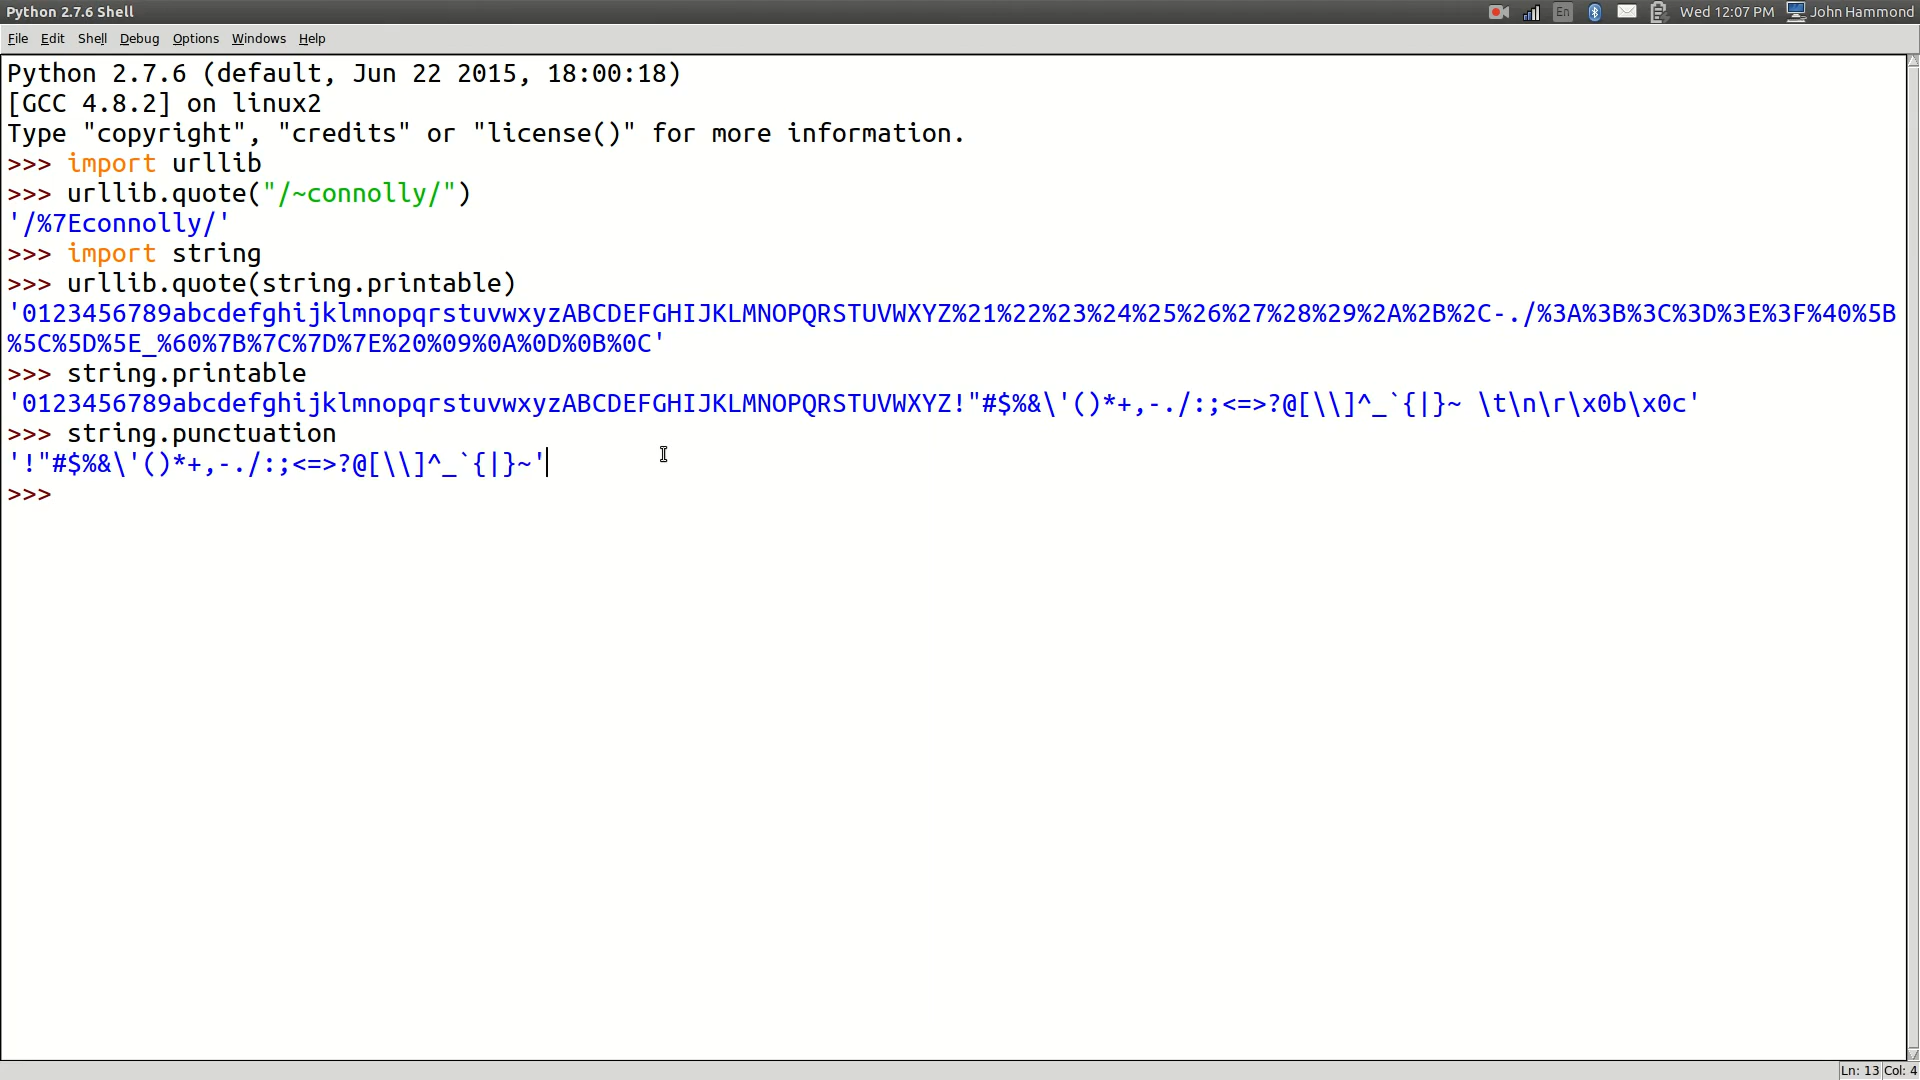 Python 2.7.6 Shell
En Wed 12:07 PM John Hammond
File Edit Shell Debug Options Windows Help
Python 2.7.6 (default, Jun 22 2015, 18:00:18)
[GCC 4.8.2] on linux2
Type "copyright", "credits" or "license()" for more information.
>>> import urllib
>>> urllib.quote("/~connolly/")
'/%7Econnolly/'
>>> import string
>>> urllib.quote(string.printable)
'0123456789abcdefghijklmnopqrstuvwxyzABCDEFGHIJKLMNOPQRSTUVWXYZ%21%22%23%24%25%26%27%28%29%2A%2B%2C-./%3A%3B%3C%3D%3E%3F%40%5B
%5C%5D%5E_%60%7B%7C%7D%7E%20%09%0A%0D%0B%0C'
>>> string.printable
'0123456789abcdefghijklmnopqrstuvwxyzABCDEFGHIJKLMNOPQRSTUVWXYZ!"#$%&\'()*+,-./:;<=>?@[\\]^_`{|}~ \t\n\r\x0b\x0c'
>>> string.punctuation
'!"#$%&\'()*+,-./:;<=>?@[\\]^_`{|}~'
>>>
Ln: 13 Col: 4